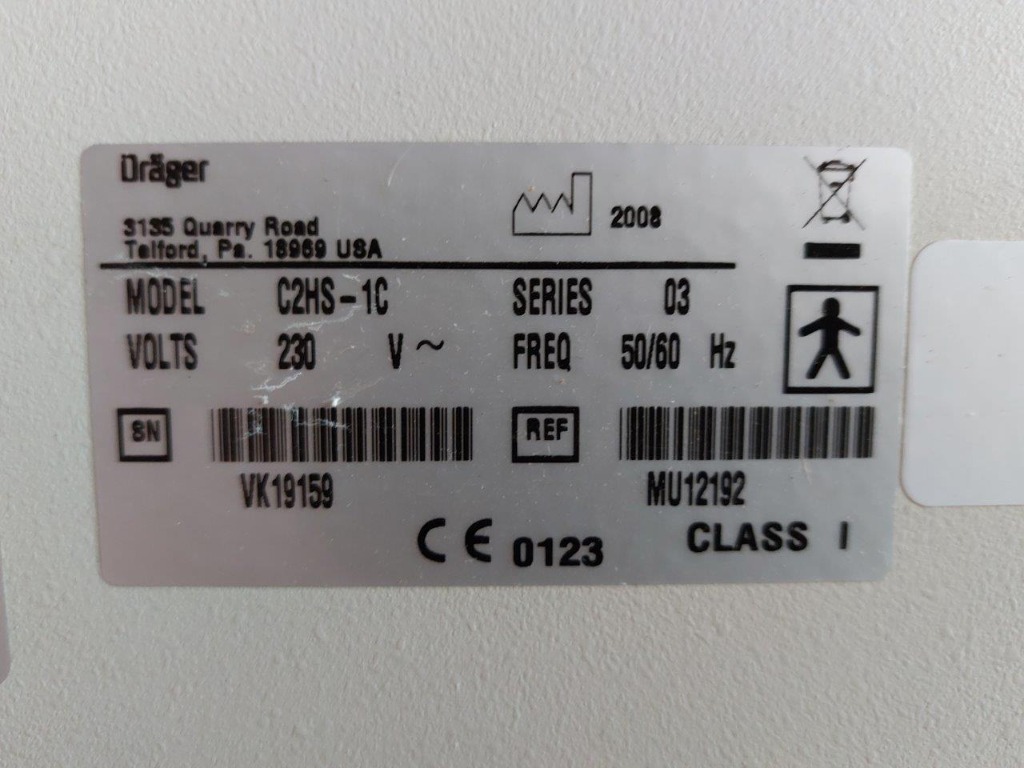 Dräger
3135 Quarry Road
Telford, Pa. 18969 USA
2008
MODEL C2HS-1C SERIES 03
VOLTS 230 V ~ FREQ 50/60 Hz
SN REF
VK19159 MU12192
CE 0123 CLASS I